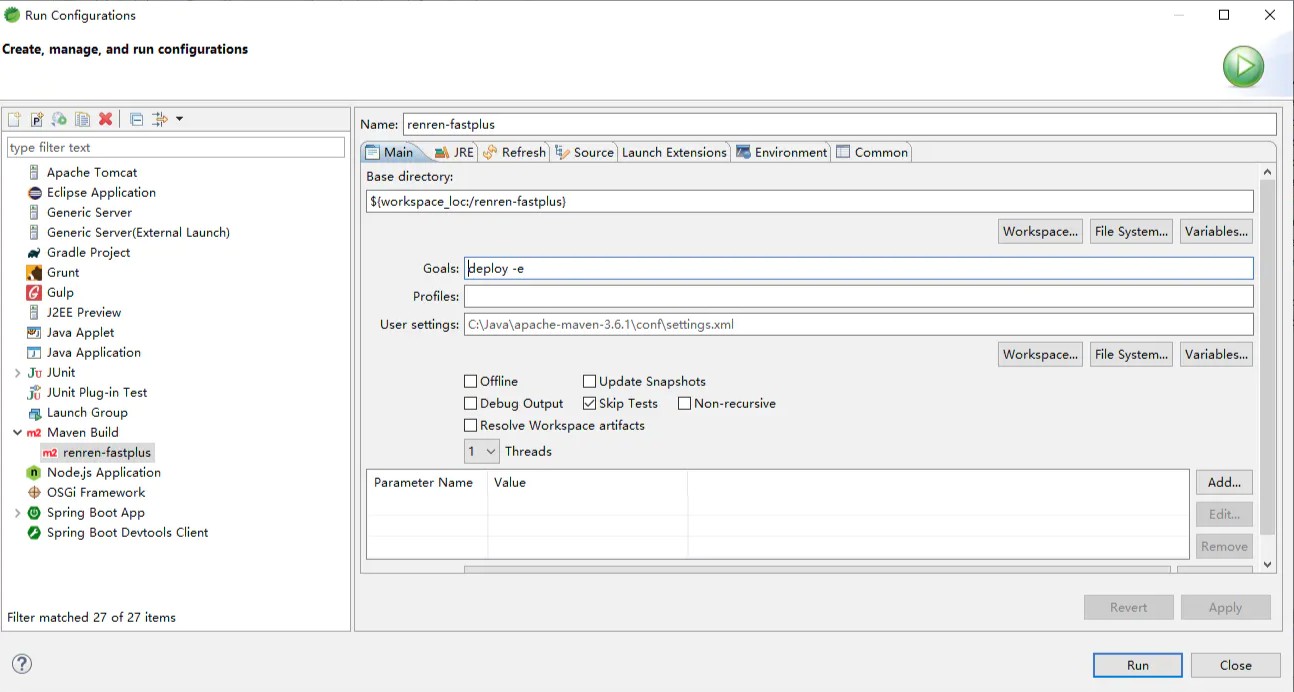 Run Configurations
Create, manage, and run configurations
type filter text
Apache Tomcat
Eclipse Application
Generic Server
Generic Server(External Launch)
Gradle Project
Grunt
Gulp
J2EE Preview
Java Applet
Java Application
JUnit
JUnit Plug-in Test
Launch Group
Maven Build
renren-fastplus
Node.js Application
OSGi Framework
Spring Boot App
Spring Boot Devtools Client
Filter matched 27 of 27 items
Name: renren-fastplus
Main JRE Refresh Source Launch Extensions Environment Common
Base directory:
${workspace_loc:/renren-fastplus}
Workspace... File System... Variables...
Goals: deploy -e
Profiles:
User settings: C:\Java\apache-maven-3.6.1\conf\settings.xml
Workspace... File System... Variables...
Offline Update Snapshots
Debug Output Skip Tests Non-recursive
Resolve Workspace artifacts
1 Threads
Parameter Name Value Add...
Edit...
Remove
Revert Apply
Run Close